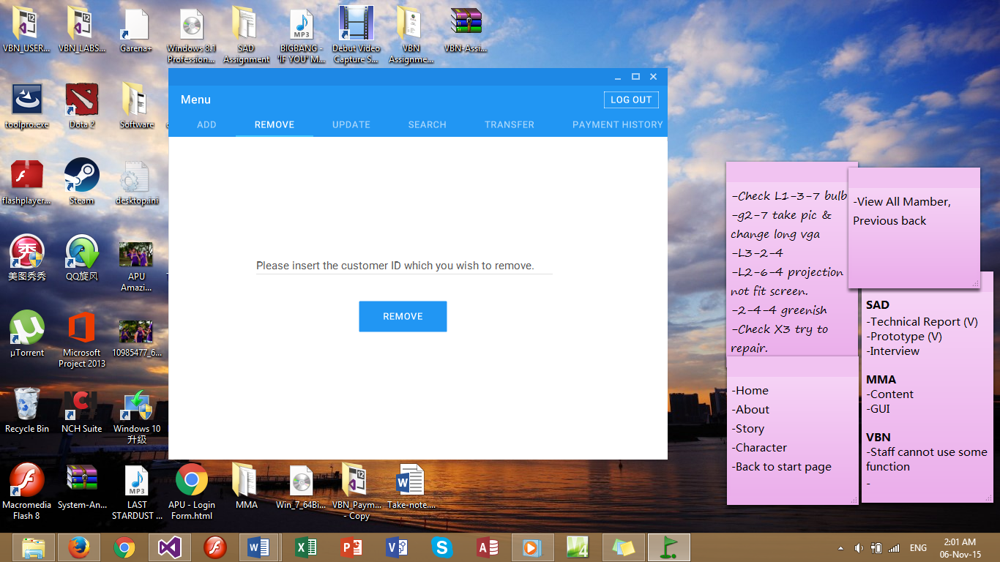 VBN_USER...
VBN_LABS...
Garena+
Windows 8.1
Profession...
SAD
Assignment
BIGBANG -
'IF YOU' M...
Debut Video
Capture S...
VBN
Assignme...
VBN-Assi...
toolpro.exe
Dota 2
Software
flashplayer...
Steam
desktop.ini
美图秀秀
QQ旋风
APU
Amazi...
µTorrent
Microsoft
Project 2013
10985477_6...
Recycle Bin
NCH Suite
Windows 10
升级
Macromedia
Flash 8
System-An...
LAST
STARDUST ...
APU - Login
Form.html
MMA
Win_7_64Bi...
VBN_Paym...
- Copy
Take-note....
Menu
LOG OUT
ADD REMOVE UPDATE SEARCH TRANSFER PAYMENT HISTORY
Please insert the customer ID which you wish to remove.
REMOVE
-Check L1-3-7 bulb
-g2-7 take pic &
change long vga
-L3-2-4
-L2-6-4 projection
not fit screen.
-2-4-4 greenish
-Check X3 try to
repair.
-View All Mamber,
Previous back
-Home
-About
-Story
-Character
-Back to start page
SAD
-Technical Report (V)
-Prototype (V)
-Interview
MMA
-Content
-GUI
VBN
-Staff cannot use some
function
-
ENG
2:01 AM
06-Nov-15